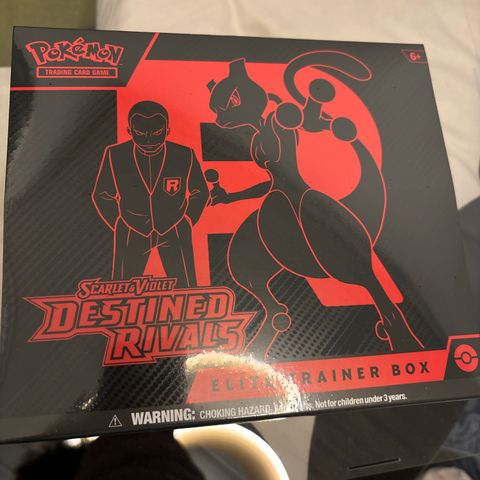 Pokémon
TRADING CARD GAME
6+
R
SCARLET & VIOLET
DESTINED
RIVALS
ELITE TRAINER BOX
WARNING: CHOKING HAZARD Not for children under 3 years.